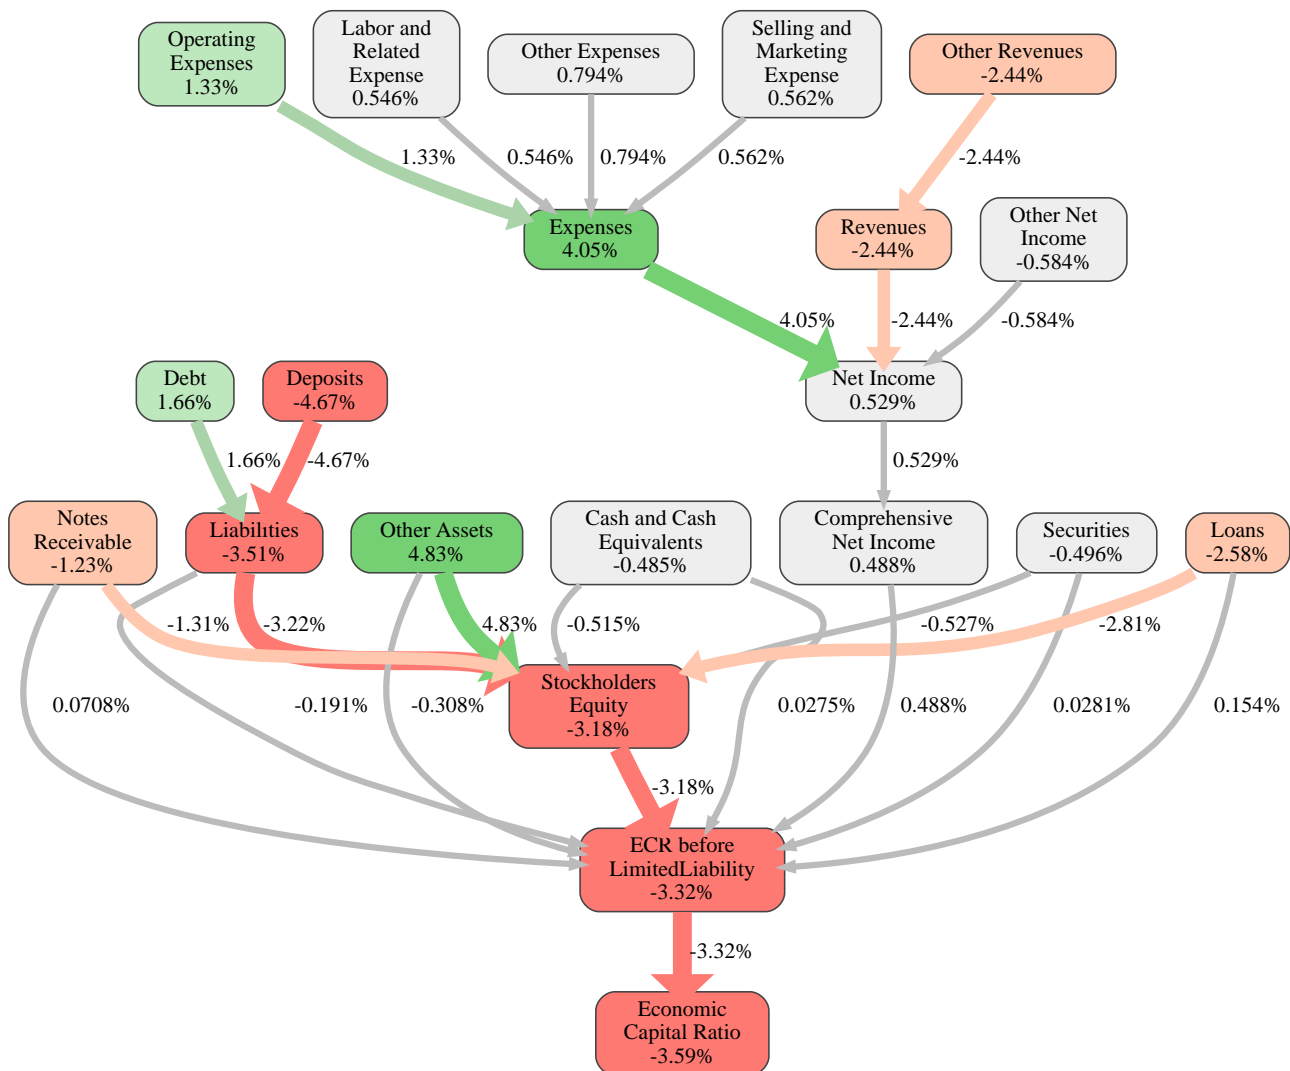 Operating
Expenses
1.33%
Labor and
Related
Expense
0.546%
Other Expenses
0.794%
Selling and
Marketing
Expense
0.562%
Other Revenues
-2.44%
1.33%
0.546%
0.794%
0.562%
-2.44%
Expenses
4.05%
Revenues
-2.44%
Other Net
Income
-0.584%
4.05%
-2.44%
-0.584%
Debt
1.66%
Deposits
-4.67%
Net Income
0.529%
1.66%
-4.67%
0.529%
Notes
Receivable
-1.23%
Liabilities
-3.51%
Other Assets
4.83%
Cash and Cash
Equivalents
-0.485%
Comprehensive
Net Income
0.488%
Securities
-0.496%
Loans
-2.58%
-1.31%
-3.22%
4.83%
-0.515%
-0.527%
-2.81%
Stockholders
Equity
-3.18%
0.0708%
-0.191%
-0.308%
0.0275%
0.488%
0.0281%
0.154%
-3.18%
ECR before
LimitedLiability
-3.32%
-3.32%
Economic
Capital Ratio
-3.59%